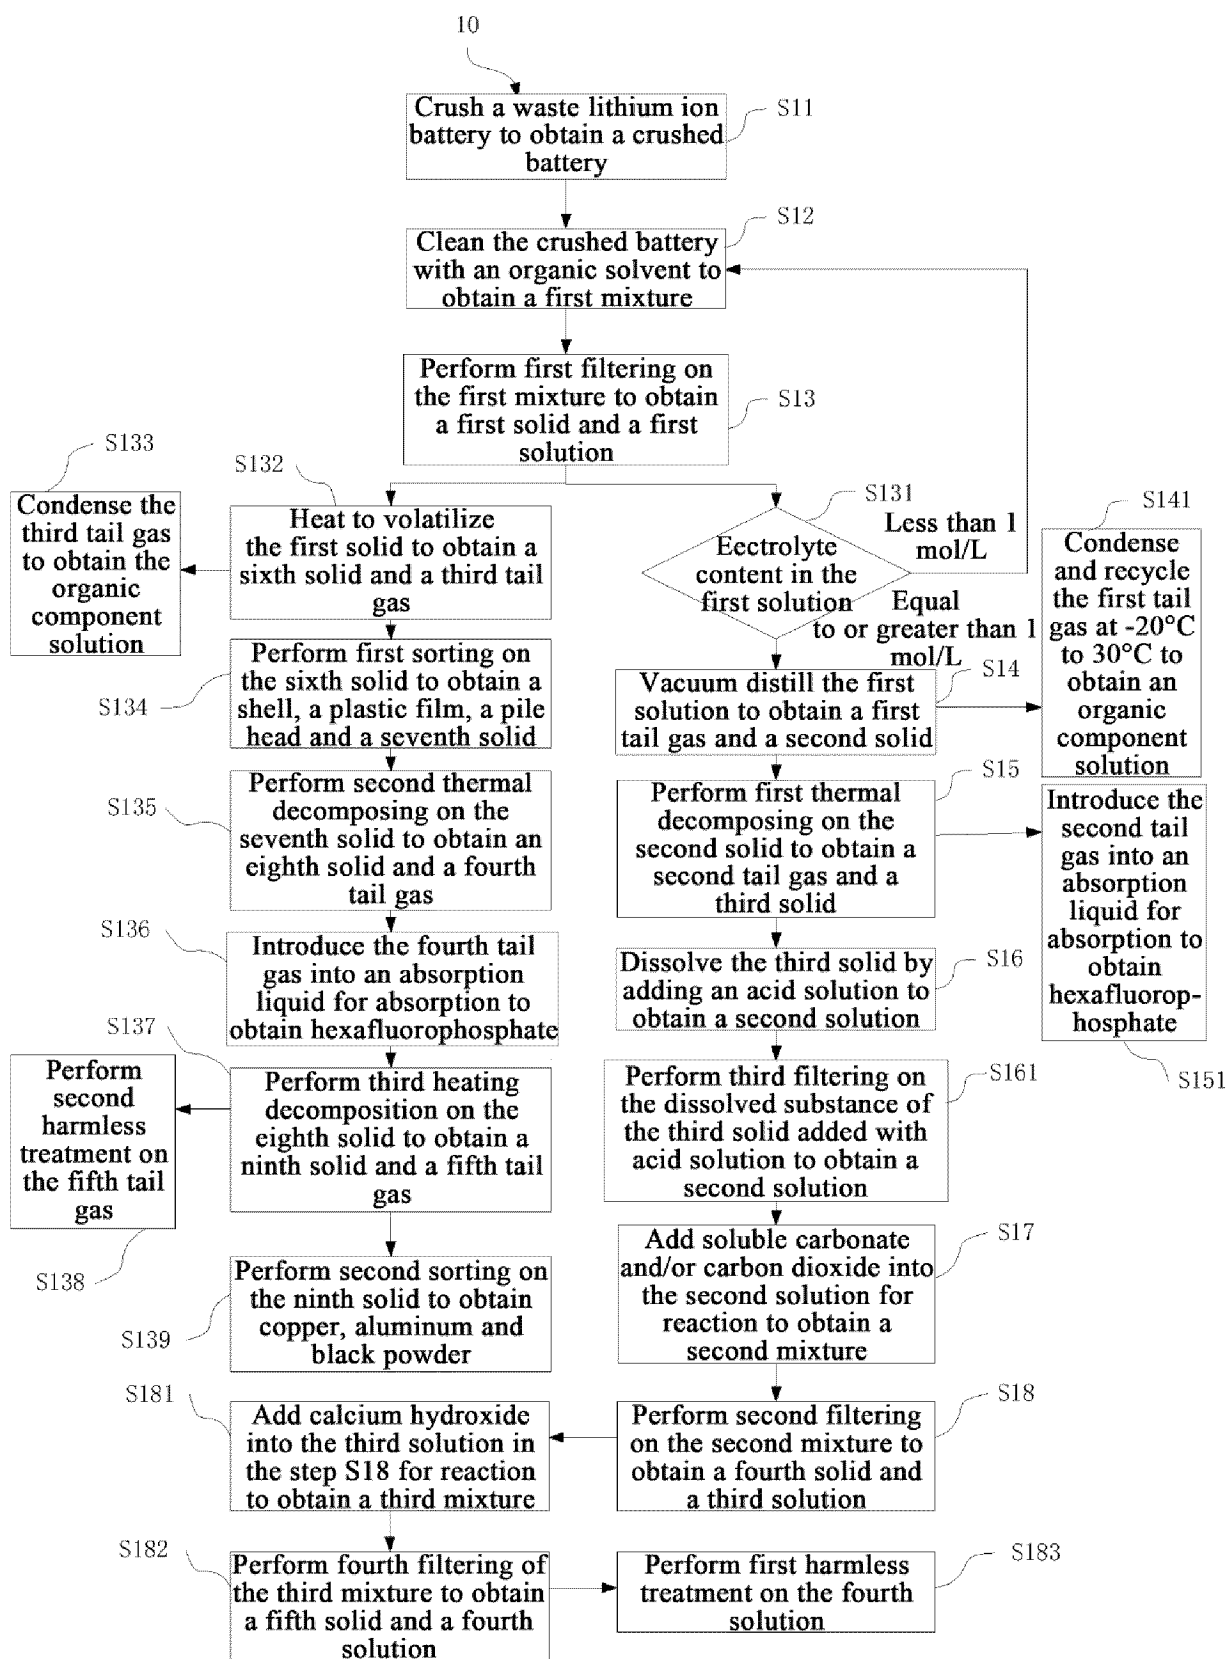 10
Crush a waste lithium ion
battery to obtain a crushed
battery
S11
S12
Clean the crushed battery
with an organic solvent to
obtain a first mixture
Perform first filtering on
the first mixture to obtain
a first solid and a first
solution
S13
S133
Condense the
third tail gas
to obtain the
organic
component
solution
S132
Heat to volatilize
the first solid to obtain a
sixth solid and a third tail
gas
S131
Eectrolyte
content in the
first solution
Less than 1
mol/L
Equal
to or greater than 1
mol/L
S141
Condense
and recycle
the first tail
gas at -20°C
to 30°C to
obtain an
organic
component
solution
S134
Perform first sorting on
the sixth solid to obtain a
shell, a plastic film, a pile
head and a seventh solid
S14
Vacuum distill the first
solution to obtain a first
tail gas and a second solid
S135
Perform second thermal
decomposing on the
seventh solid to obtain an
eighth solid and a fourth
tail gas
S15
Perform first thermal
decomposing on the
second solid to obtain a
second tail gas and a
third solid
Introduce the
second tail
gas into an
absorption
liquid for
absorption to
obtain
hexafluorop-
hosphate
S151
S136
Introduce the fourth tail
gas into an absorption
liquid for absorption to
obtain hexafluorophosphate
Dissolve the third solid by
adding an acid solution to
obtain a second solution
S16
S137
Perform third heating
decomposition on the
eighth solid to obtain a
ninth solid and a fifth tail
gas
Perform
second
harmless
treatment on
the fifth tail
gas
S138
Perform third filtering on
the dissolved substance of
the third solid added with
acid solution to obtain a
second solution
S161
S139
Perform second sorting on
the ninth solid to obtain
copper, aluminum and
black powder
Add soluble carbonate
and/or carbon dioxide into
the second solution for
reaction to obtain a
second mixture
S17
S181
Add calcium hydroxide
into the third solution in
the step S18 for reaction
to obtain a third mixture
Perform second filtering
on the second mixture to
obtain a fourth solid and
a third solution
S18
S182
Perform fourth filtering of
the third mixture to obtain
a fifth solid and a fourth
solution
Perform first harmless
treatment on the fourth
solution
S183